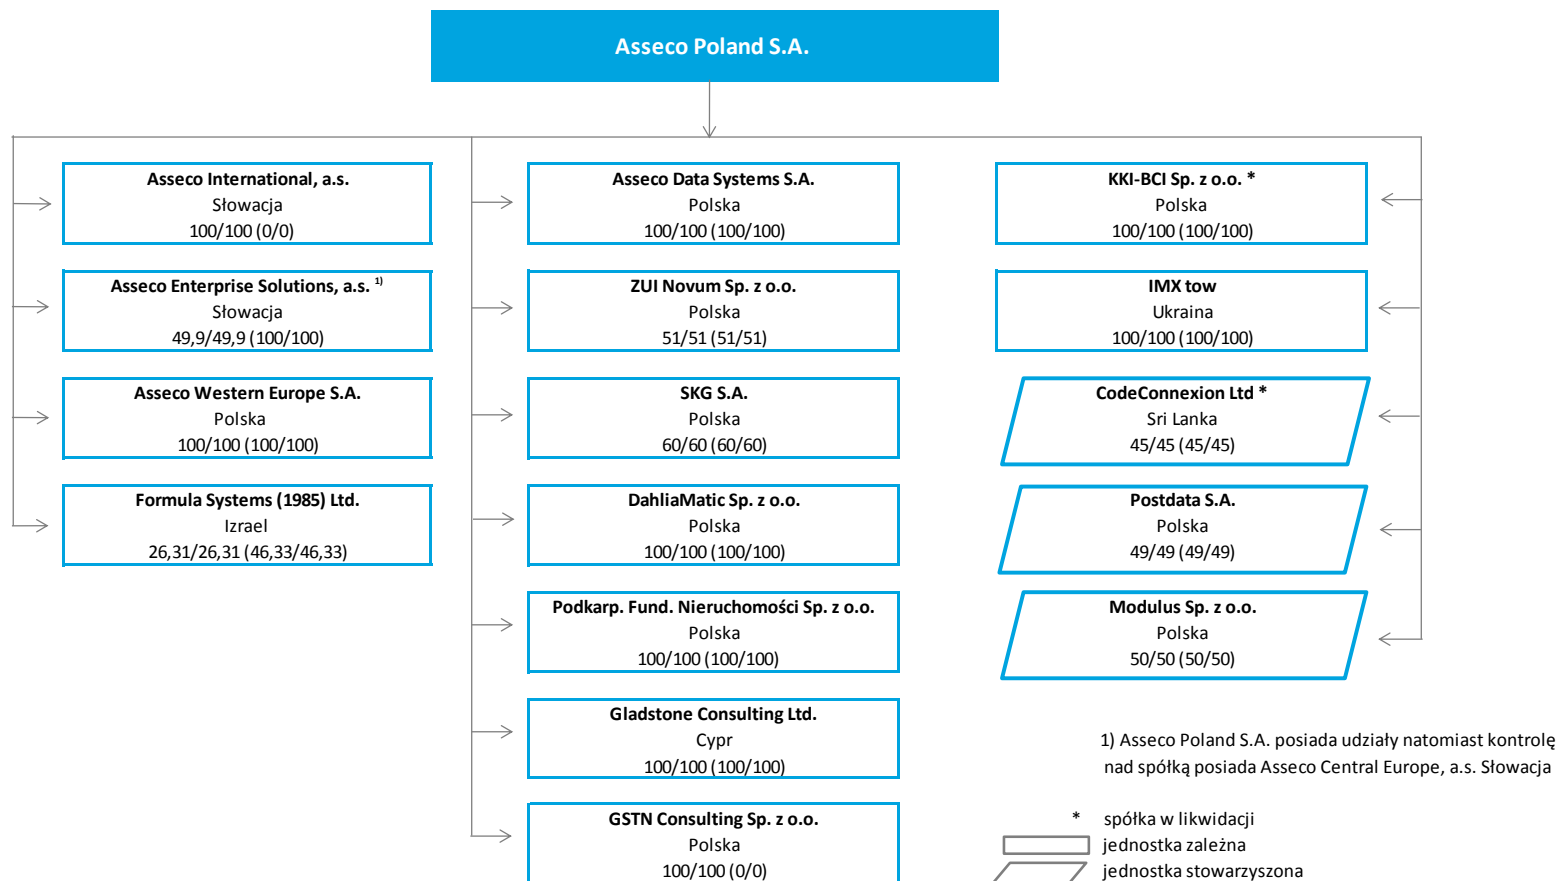 Asseco Poland S.A.
Asseco International, a.s.
Słowacja
100/100 (0/0)
Asseco Enterprise Solutions, a.s. 1)
Słowacja
49,9/49,9 (100/100)
Asseco Western Europe S.A.
Polska
100/100 (100/100)
Formula Systems (1985) Ltd.
Izrael
26,31/26,31 (46,33/46,33)
Asseco Data Systems S.A.
Polska
100/100 (100/100)
ZUI Novum Sp. z o.o.
Polska
51/51 (51/51)
SKG S.A.
Polska
60/60 (60/60)
DahliaMatic Sp. z o.o.
Polska
100/100 (100/100)
Podkarp. Fund. Nieruchomości Sp. z o.o.
Polska
100/100 (100/100)
Gladstone Consulting Ltd.
Cypr
100/100 (100/100)
GSTN Consulting Sp. z o.o.
Polska
100/100 (0/0)
KKI-BCI Sp. z o.o. *
Polska
100/100 (100/100)
IMX tow
Ukraina
100/100 (100/100)
CodeConnexion Ltd *
Sri Lanka
45/45 (45/45)
Postdata S.A.
Polska
49/49 (49/49)
Modulus Sp. z o.o.
Polska
50/50 (50/50)
1) Asseco Poland S.A. posiada udziały natomiast kontrolę
nad spółką posiada Asseco Central Europe, a.s. Słowacja
* spółka w likwidacji
jednostka zależna
jednostka stowarzyszona